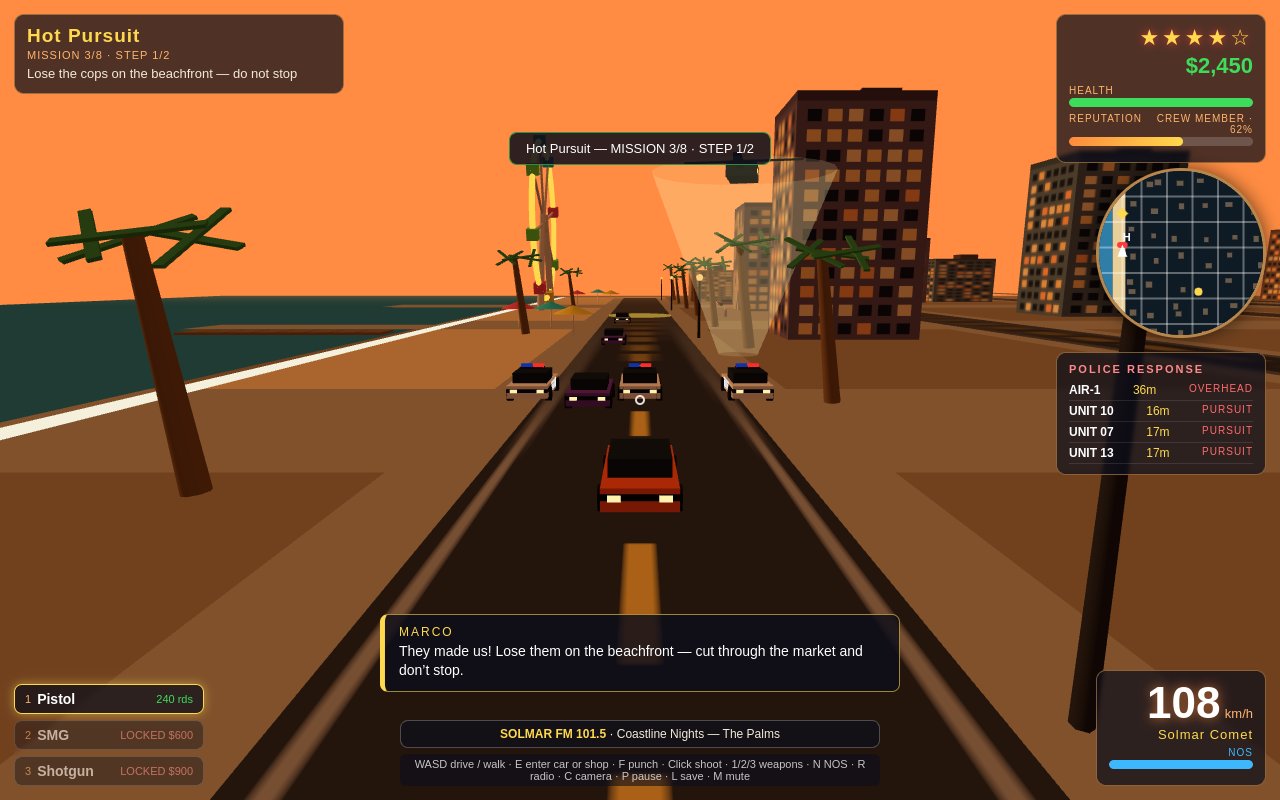 Hot Pursuit
MISSION 3/8 · STEP 1/2
Lose the cops on the beachfront — do not stop
★★★★☆
$2,450
HEALTH
REPUTATION CREW MEMBER ·
62%
Hot Pursuit — MISSION 3/8 · STEP 1/2
H
POLICE RESPONSE
AIR-1 36m OVERHEAD
UNIT 10 16m PURSUIT
UNIT 07 17m PURSUIT
UNIT 13 17m PURSUIT
MARCO
They made us! Lose them on the beachfront — cut through the market and
don’t stop.
1 Pistol 240 rds
2 SMG LOCKED $600
3 Shotgun LOCKED $900
SOLMAR FM 101.5 · Coastline Nights — The Palms
WASD drive / walk · E enter car or shop · F punch · Click shoot · 1/2/3 weapons · N NOS · R
radio · C camera · P pause · L save · M mute
108 km/h
Solmar Comet
NOS